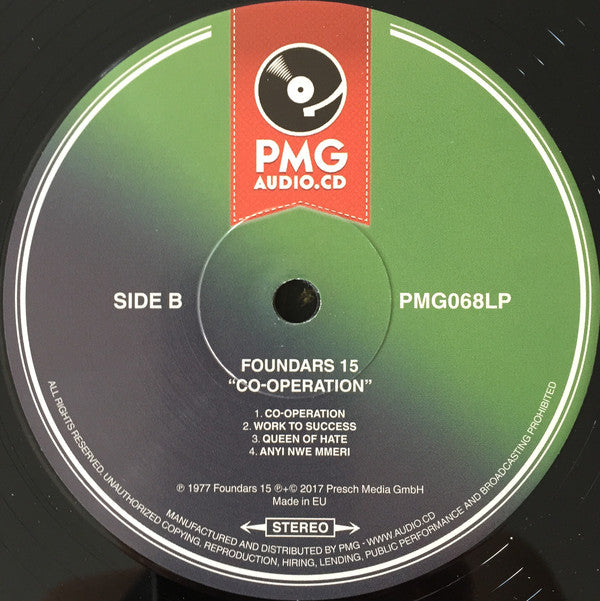 PMG
AUDIO.CD
SIDE B
PMG068LP
FOUNDARS 15
“CO-OPERATION”
1. CO-OPERATION
2. WORK TO SUCCESS
3. QUEEN OF HATE
4. ANYI NWE MMERI
℗ 1977 Foundars 15 ℗+© 2017 Presch Media GmbH
Made in EU
STEREO
MANUFACTURED AND DISTRIBUTED BY PMG - WWW.AUDIO.CD
ALL RIGHTS RESERVED. UNAUTHORIZED COPYING, REPRODUCTION, HIRING, LENDING, PUBLIC PERFORMANCE AND BROADCASTING PROHIBITED